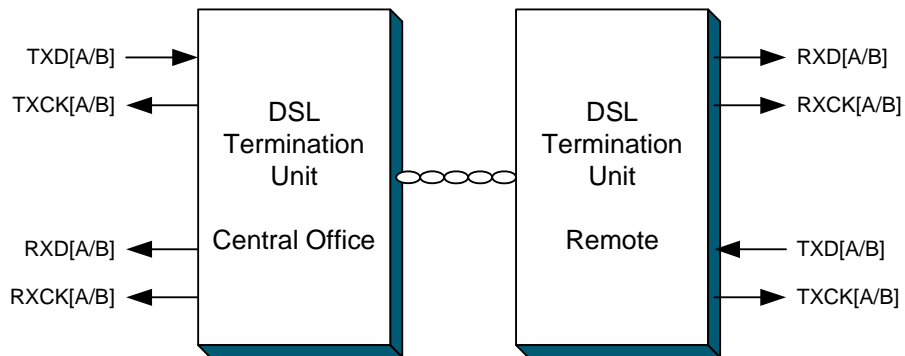 TXD[A/B]
TXCK[A/B]
RXD[A/B]
RXCK[A/B]
DSL
Termination
Unit
Central Office
DSL
Termination
Unit
Remote
RXD[A/B]
RXCK[A/B]
TXD[A/B]
TXCK[A/B]